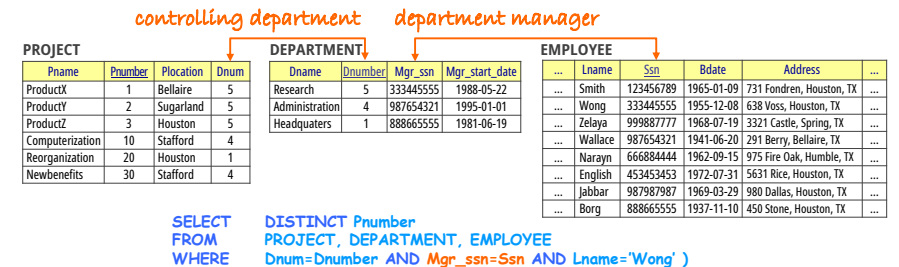 controlling department department manager
PROJECT DEPARTMENT EMPLOYEE
Pname Pnumber Plocation Dnum
ProductX 1 Bellaire 5
ProductY 2 Sugarland 5
ProductZ 3 Houston 5
Computerization 10 Stafford 4
Reorganization 20 Houston 1
Newbenefits 30 Stafford 4
Dname Dnumber Mgr_ssn Mgr_start_date
Research 5 333445555 1988-05-22
Administration 4 987654321 1995-01-01
Headquaters 1 888665555 1981-06-19
... Lname Ssn Bdate Address ...
... Smith 123456789 1965-01-09 731 Fondren, Houston, TX ...
... Wong 333445555 1955-12-08 638 Voss, Houston, TX ...
... Zelaya 999887777 1968-07-19 3321 Castle, Spring, TX ...
... Wallace 987654321 1941-06-20 291 Berry, Bellaire, TX ...
... Narayn 666884444 1962-09-15 975 Fire Oak, Humble, TX ...
... English 453453453 1972-07-31 5631 Rice, Houston, TX ...
... Jabbar 987987987 1969-03-29 980 Dallas, Houston, TX ...
... Borg 888665555 1937-11-10 450 Stone, Houston, TX ...
SELECT DISTINCT Pnumber
FROM PROJECT, DEPARTMENT, EMPLOYEE
WHERE Dnum=Dnumber AND Mgr_ssn=Ssn AND Lname='Wong' )